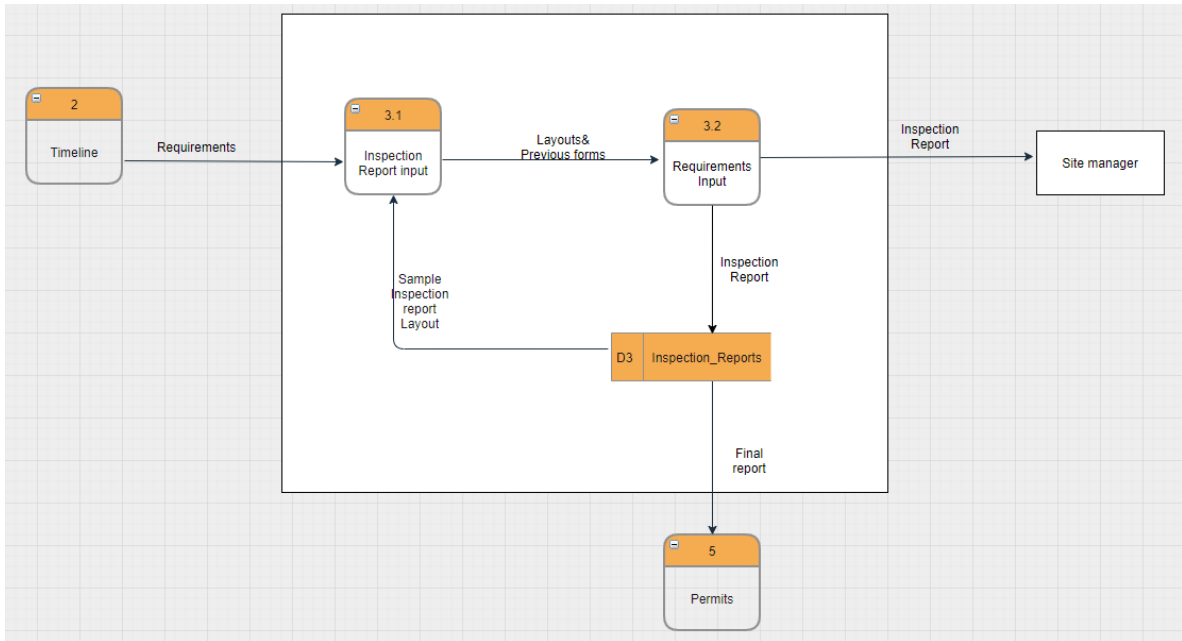 2
Timeline
Requirements
3.1
Inspection
Report input
Layouts&
Previous forms
3.2
Requirements
Input
Inspection
Report
Site manager
Sample
Inspection
report
Layout
Inspection
Report
D3
Inspection_Reports
Final
report
5
Permits